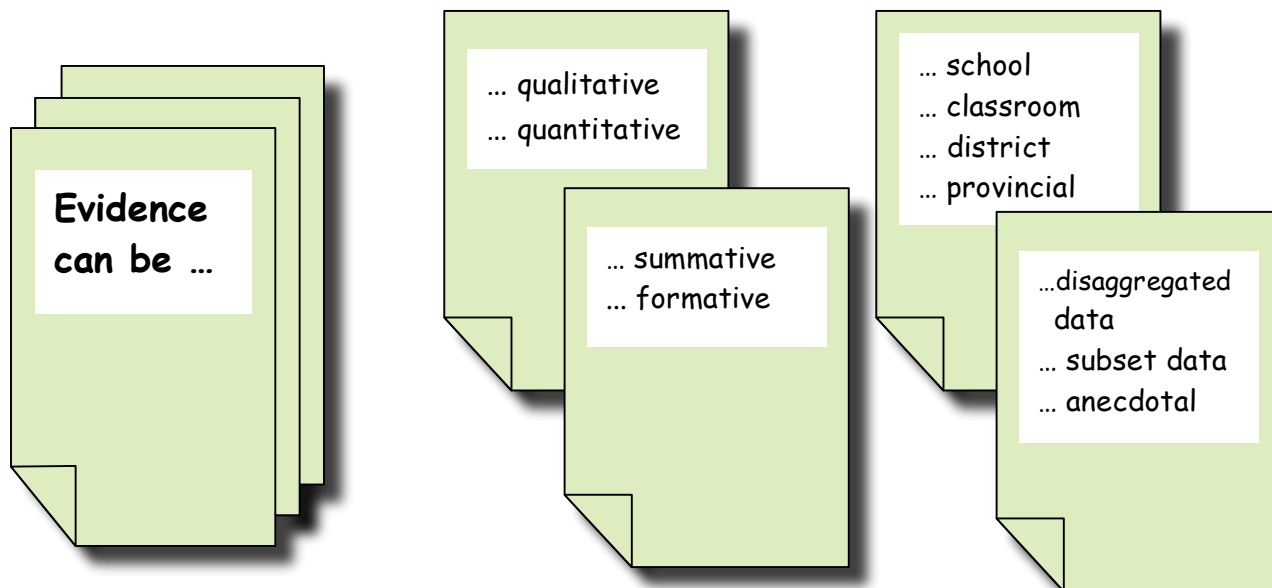 Evidence
can be ...
... qualitative
... quantitative
... summative
... formative
... school
... classroom
... district
... provincial
...disaggregated
data
... subset data
... anecdotal